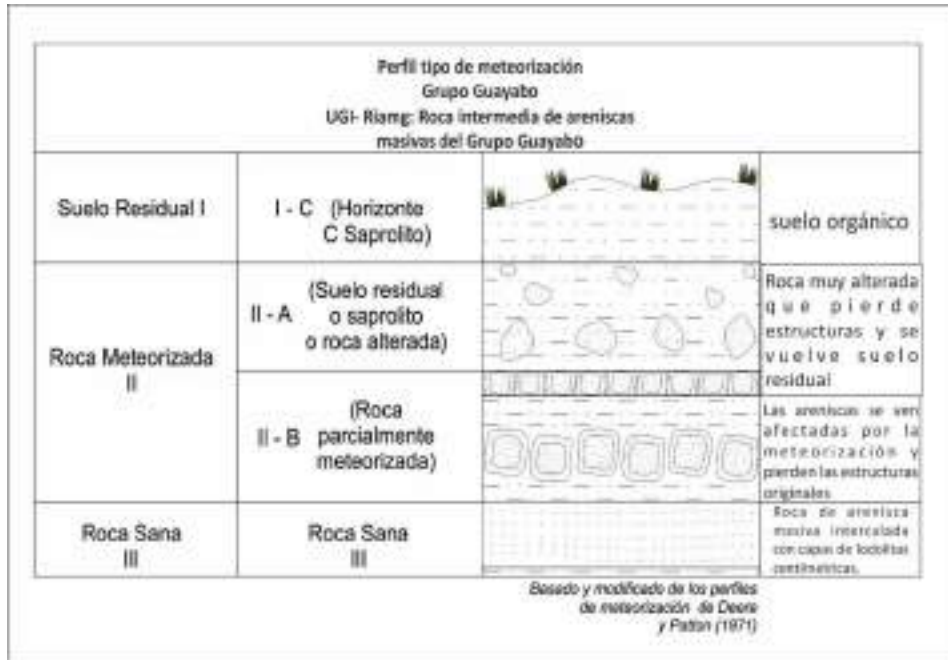 Perfil tipo de meteorización
Grupo Guayabo
UGI- Riamg: Roca intermedia de areniscas
masivas del Grupo Guayabo
Suelo Residual I
I - C (Horizonte
C Saprolito)
suelo orgánico
Roca Meteorizada
II
II - A
(Suelo residual
o saprolito
o roca alterada)
Roca muy alterada
que pierde
estructuras y se
vuelve suelo
residual
II - B
(Roca
parcialmente
meteorizada)
Las areniscas se ven
afectadas por la
meteorización y
pierden las estructuras
originales
Roca Sana
III
Roca Sana
III
Roca de arenisca
masiva intercalada
con capas de lodolitas
centimetricas.
Basado y modificado de los perfiles
de meteorización de Deere
y Patton (1971)